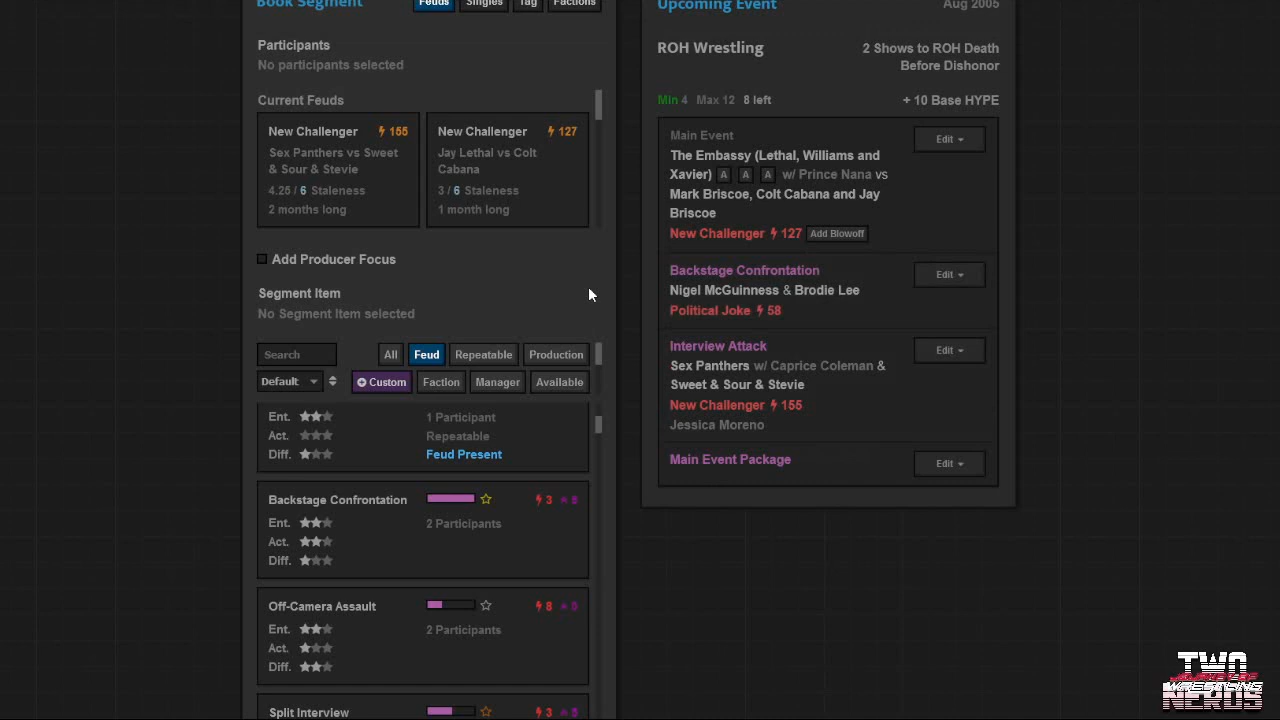 Book Segment
Feuds
Singles
Tag
Factions
Participants
No participants selected
Current Feuds
New Challenger 155
Sex Panthers vs Sweet
& Sour & Stevie
4.25 / 6 Staleness
2 months long
New Challenger 127
Jay Lethal vs Colt
Cabana
3 / 6 Staleness
1 month long
Add Producer Focus
Segment Item
No Segment Item selected
Search
All
Feud
Repeatable
Production
Default
Custom
Faction
Manager
Available
Ent. 1 Participant
Act. Repeatable
Diff. Feud Present
Backstage Confrontation 3 8
Ent. 2 Participants
Act.
Diff.
Off-Camera Assault 8
Ent. 2 Participants
Act.
Diff.
Split Interview 3
Upcoming Event Aug 2005
ROH Wrestling 2 Shows to ROH Death
Before Dishonor
Min 4 Max 12 8 left + 10 Base HYPE
Main Event Edit
The Embassy (Lethal, Williams and
Xavier) A A A w/ Prince Nana vs
Mark Briscoe, Colt Cabana and Jay
Briscoe
New Challenger 127 Add Blowoff
Backstage Confrontation Edit
Nigel McGuinness & Brodie Lee
Political Joke 58
Interview Attack Edit
Sex Panthers w/ Caprice Coleman &
Sweet & Sour & Stevie
New Challenger 155
Jessica Moreno
Main Event Package Edit
TWO
WRESTLING
NERDS